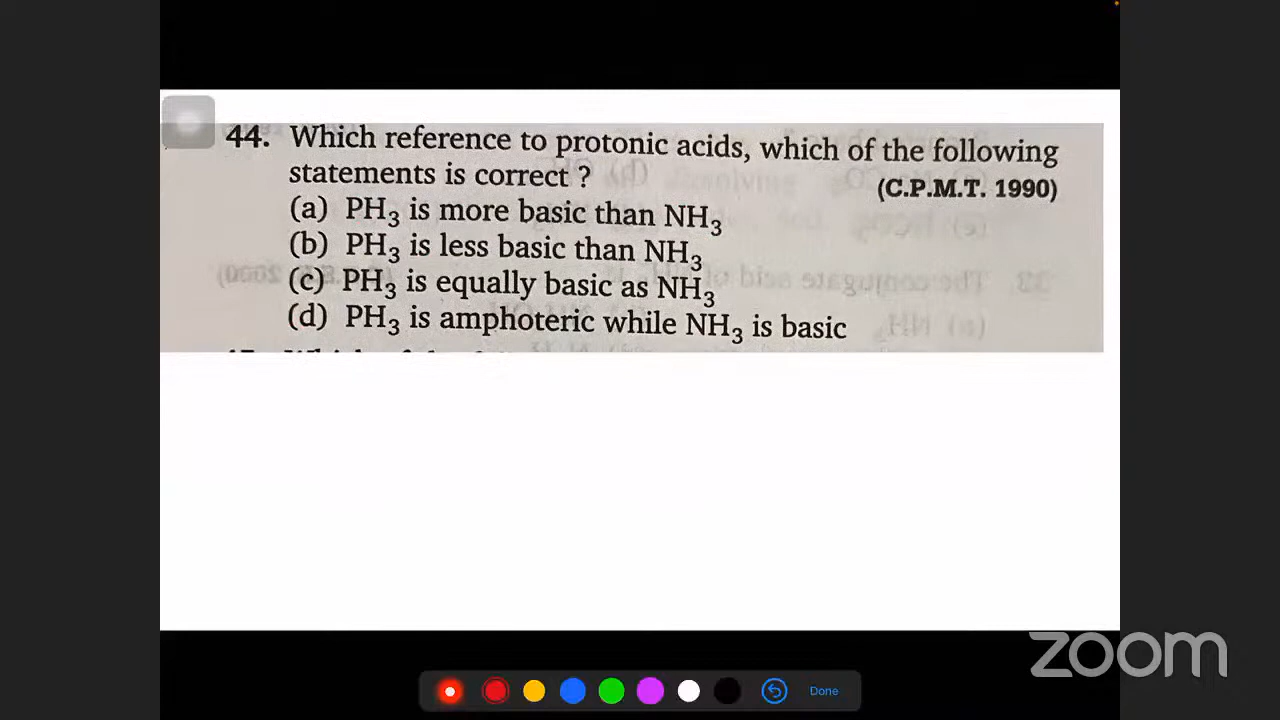 44. Which reference to protonic acids, which of the following
statements is correct ?
(C.P.M.T. 1990)
(a) PH3 is more basic than NH3
(b) PH3 is less basic than NH3
(c) PH3 is equally basic as NH3
(d) PH3 is amphoteric while NH3 is basic
zoom
Done